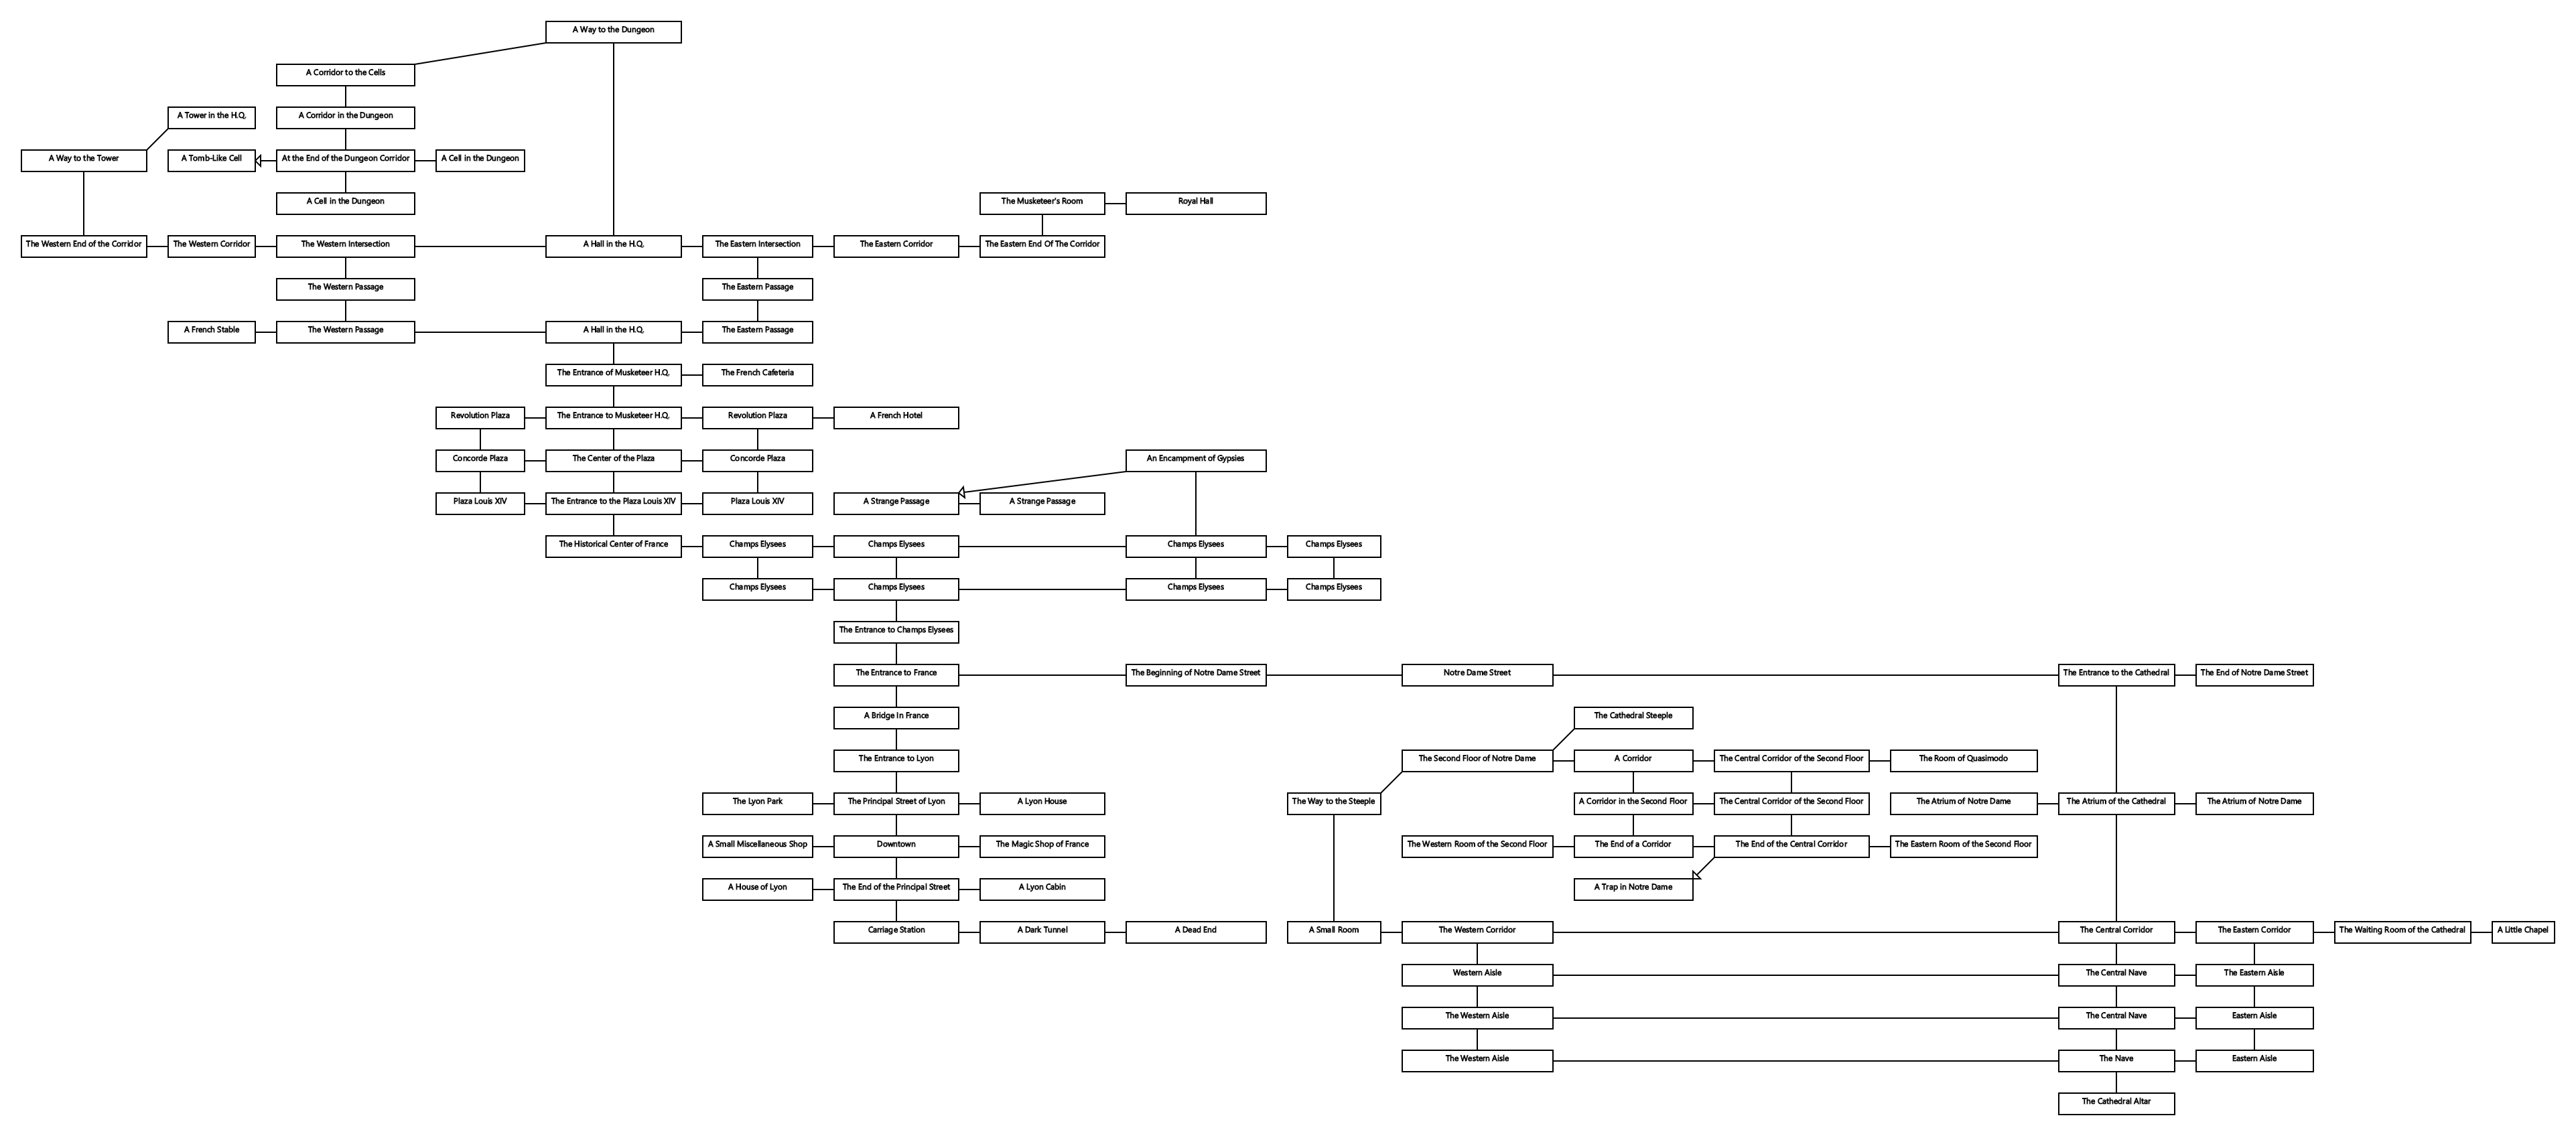 A Way to the Dungeon
A Corridor to the Cells
A Tower in the H.Q,
A Corridor in the Dungeon
A Way to the Tower
A Tomb-Like Cell
At the End of the Dungeon Corridor
A Cell in the Dungeon
A Cell in the Dungeon
The Musketeer's Room
Royal Hall
The Western End of the Corridor
The Western Corridor
The Western Intersection
A Hall in the H.Q,
The Eastern Intersection
The Eastern Corridor
The Eastern End Of The Corridor
The Western Passage
The Eastern Passage
A French Stable
The Western Passage
A Hall in the H.Q,
The Eastern Passage
The Entrance of Musketeer H.Q,
The French Cafeteria
Revolution Plaza
The Entrance to Musketeer H.Q,
Revolution Plaza
A French Hotel
Concorde Plaza
The Center of the Plaza
Concorde Plaza
An Encampment of Gypsies
Plaza Louis XIV
The Entrance to the Plaza Louis XIV
Plaza Louis XIV
A Strange Passage
A Strange Passage
The Historical Center of France
Champs Elysees
Champs Elysees
Champs Elysees
Champs Elysees
Champs Elysees
Champs Elysees
Champs Elysees
Champs Elysees
The Entrance to Champs Elysees
The Entrance to France
The Beginning of Notre Dame Street
Notre Dame Street
The Entrance to the Cathedral
The End of Notre Dame Street
A Bridge In France
The Cathedral Steeple
The Entrance to Lyon
The Second Floor of Notre Dame
A Corridor
The Central Corridor of the Second Floor
The Room of Quasimodo
The Lyon Park
The Principal Street of Lyon
A Lyon House
The Way to the Steeple
A Corridor in the Second Floor
The Central Corridor of the Second Floor
The Atrium of Notre Dame
The Atrium of the Cathedral
The Atrium of Notre Dame
A Small Miscellaneous Shop
Downtown
The Magic Shop of France
The Western Room of the Second Floor
The End of a Corridor
The End of the Central Corridor
The Eastern Room of the Second Floor
A House of Lyon
The End of the Principal Street
A Lyon Cabin
A Trap in Notre Dame
Carriage Station
A Dark Tunnel
A Dead End
A Small Room
The Western Corridor
The Central Corridor
The Eastern Corridor
The Waiting Room of the Cathedral
A Little Chapel
Western Aisle
The Central Nave
The Eastern Aisle
The Western Aisle
The Central Nave
Eastern Aisle
The Western Aisle
The Nave
Eastern Aisle
The Cathedral Altar